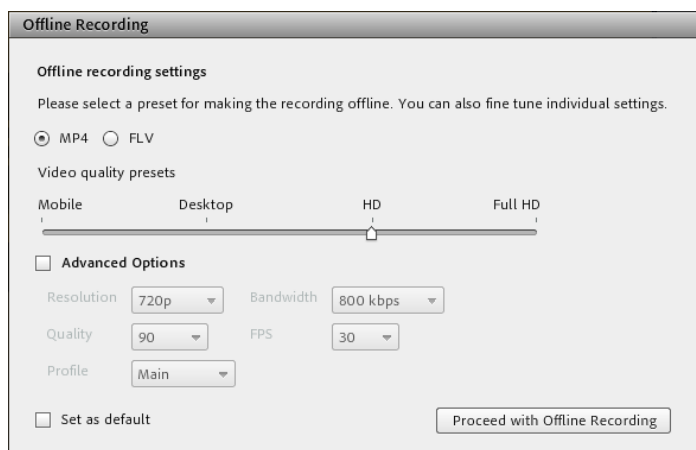 Offline Recording
Offline recording settings
Please select a preset for making the recording offline. You can also fine tune individual settings.
MP4 FLV
Video quality presets
Mobile Desktop HD Full HD
Advanced Options
Resolution 720p Bandwidth 800 kbps
Quality 90 FPS 30
Profile Main
Set as default Proceed with Offline Recording